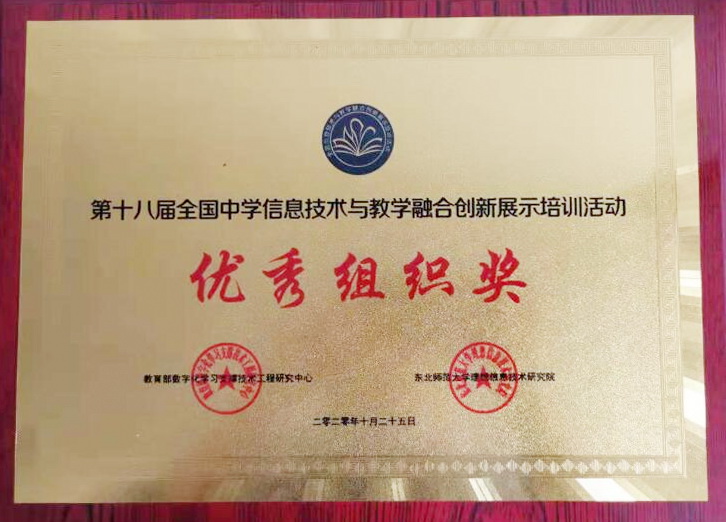 第十八届全国中学信息技术与教学融合创新展示培训活动
优秀组织奖
教育部数字化学习支撑技术工程研究中心
东北师范大学理想信息技术研究院
二零二零年十月二十五日